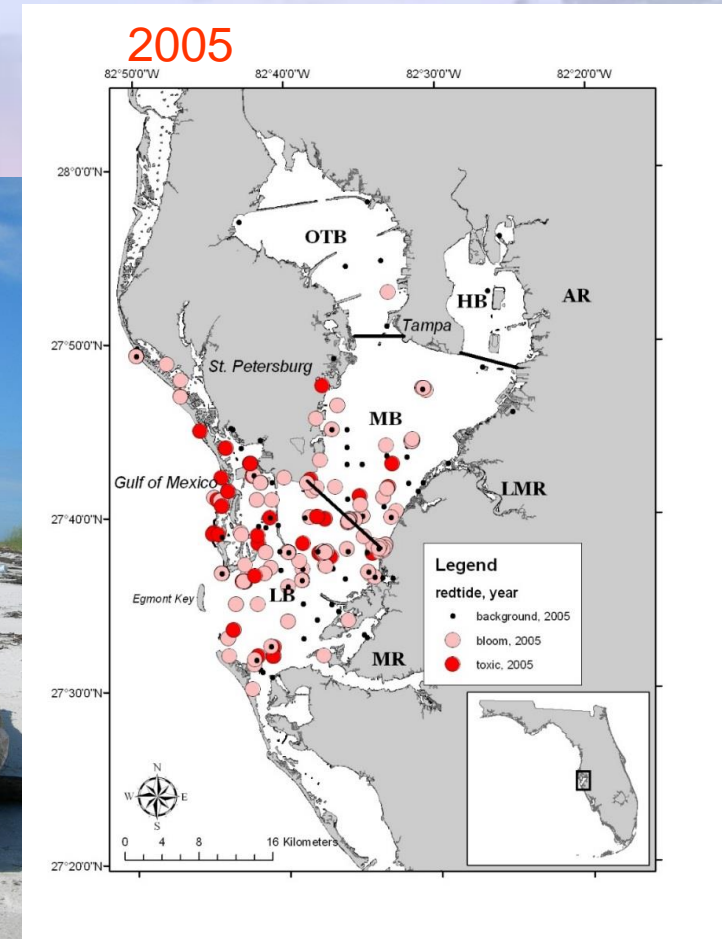 2005
82°50'0"W
82°40'0"W
82°30'0"W
82°20'0"W
28°0'0"N
OTB
HB
AR
Tampa
27°50'0"N
St. Petersburg
MB
Gulf of Mexico
LMR
27°40'0"N
Legend
redtide, year
background, 2005
bloom, 2005
toxic, 2005
Egmont Key
LB
MR
27°30'0"N
N
W E
S
0 4 8 16 Kilometers
27°20'0"N